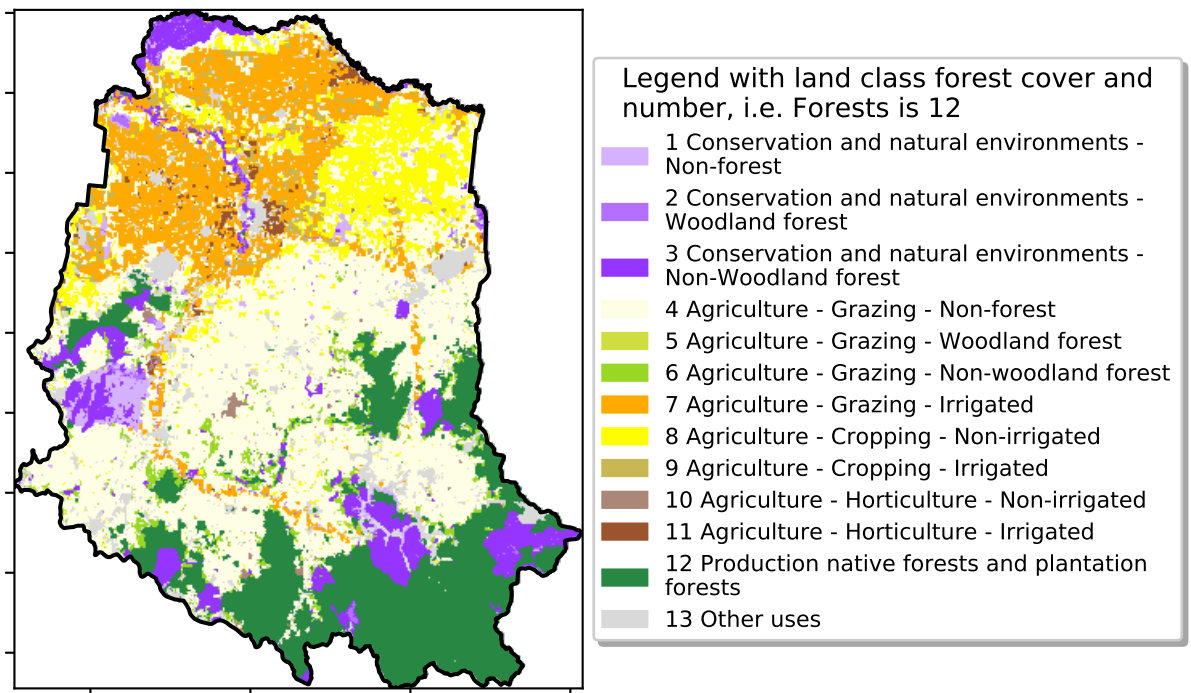 Legend with land class forest cover and
number, i.e. Forests is 12
1 Conservation and natural environments -
Non-forest
2 Conservation and natural environments -
Woodland forest
3 Conservation and natural environments -
Non-Woodland forest
4 Agriculture - Grazing - Non-forest
5 Agriculture - Grazing - Woodland forest
6 Agriculture - Grazing - Non-woodland forest
7 Agriculture - Grazing - Irrigated
8 Agriculture - Cropping - Non-irrigated
9 Agriculture - Cropping - Irrigated
10 Agriculture - Horticulture - Non-irrigated
11 Agriculture - Horticulture - Irrigated
12 Production native forests and plantation
forests
13 Other uses